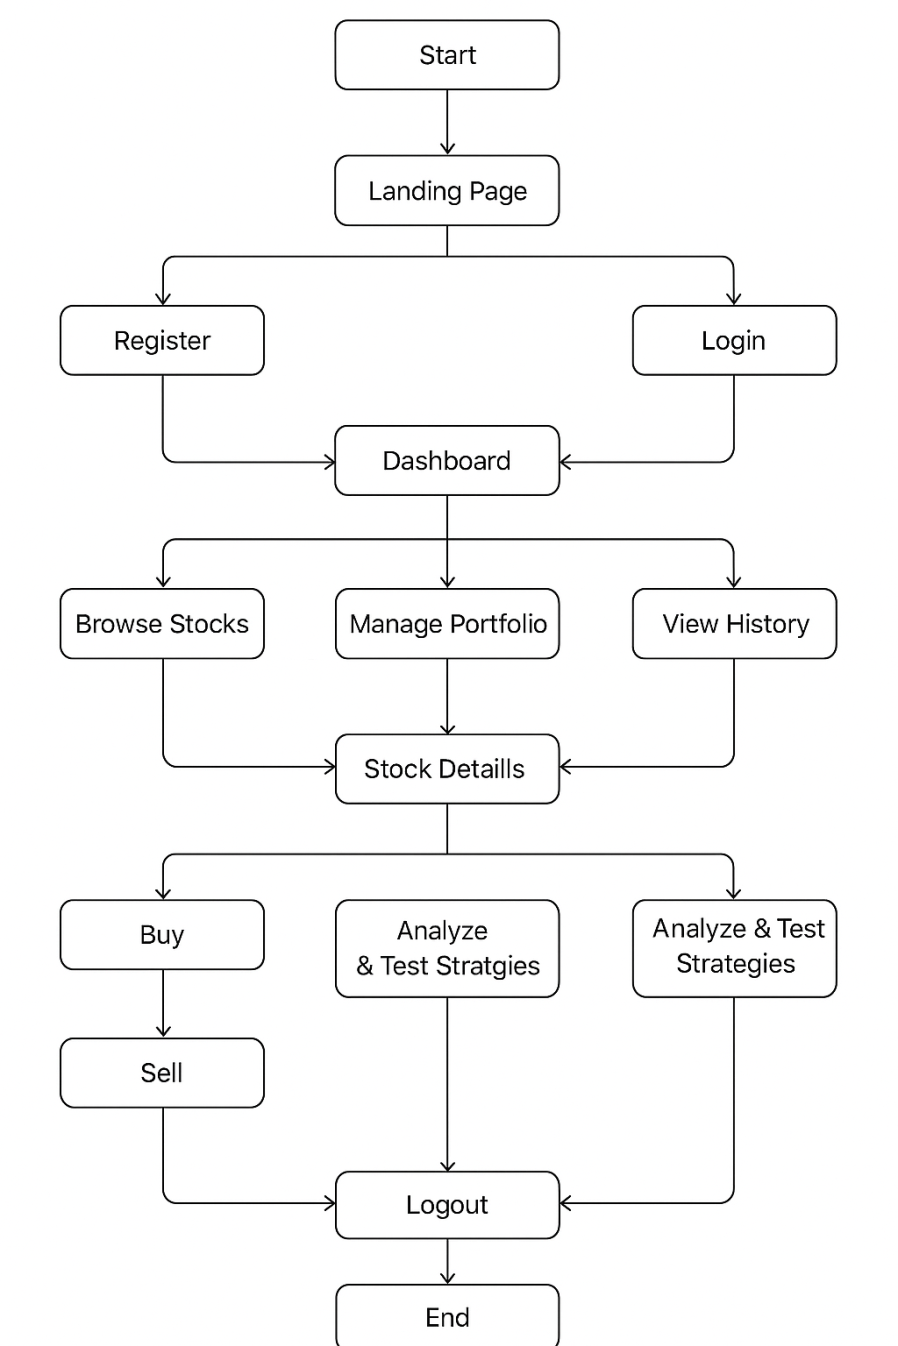 Start
Landing Page
Register
Login
Dashboard
Browse Stocks
Manage Portfolio
View History
Stock Detaills
Buy
Analyze
& Test Stratgies
Analyze & Test
Strategies
Sell
Logout
End